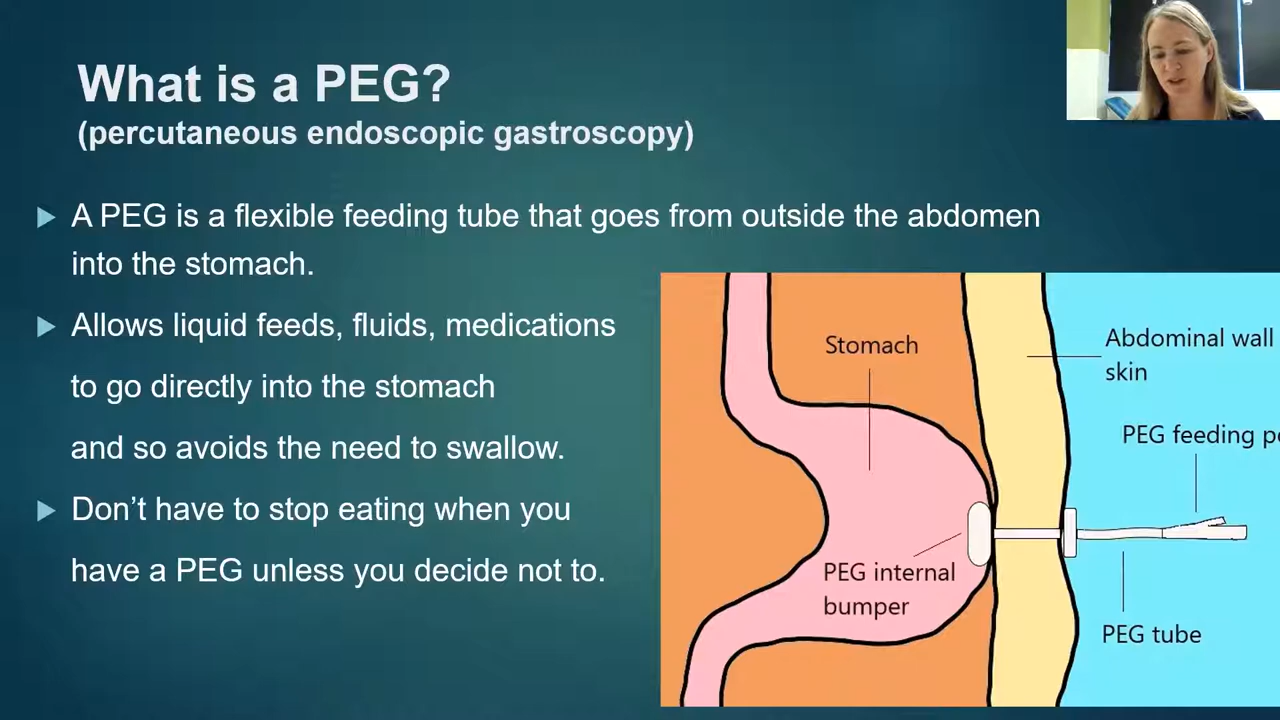 What is a PEG?
(percutaneous endoscopic gastroscopy)
A PEG is a flexible feeding tube that goes from outside the abdomen
into the stomach.
Allows liquid feeds, fluids, medications
to go directly into the stomach
and so avoids the need to swallow.
Don’t have to stop eating when you
have a PEG unless you decide not to.
Stomach
Abdominal wall
skin
PEG feeding
PEG internal
bumper
PEG tube